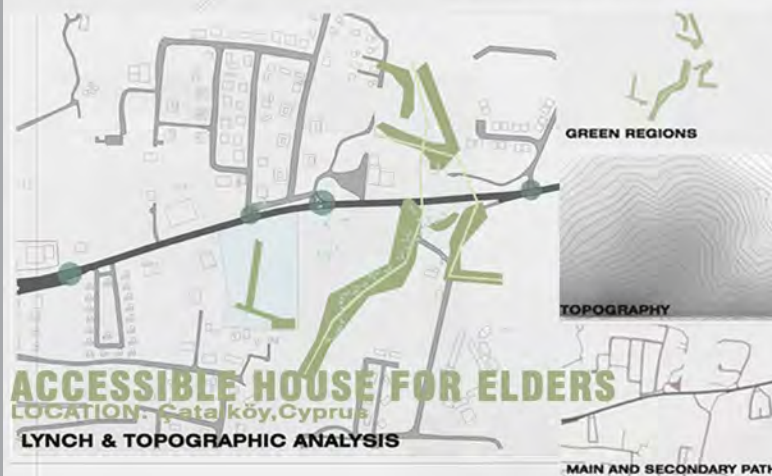 GREEN REGIONS
TOPOGRAPHY
ACCESSIBLE HOUSE FOR ELDERS
LOCATION: Çatalköy,Cyprus
LYNCH & TOPOGRAPHIC ANALYSIS
MAIN AND SECONDARY PATH